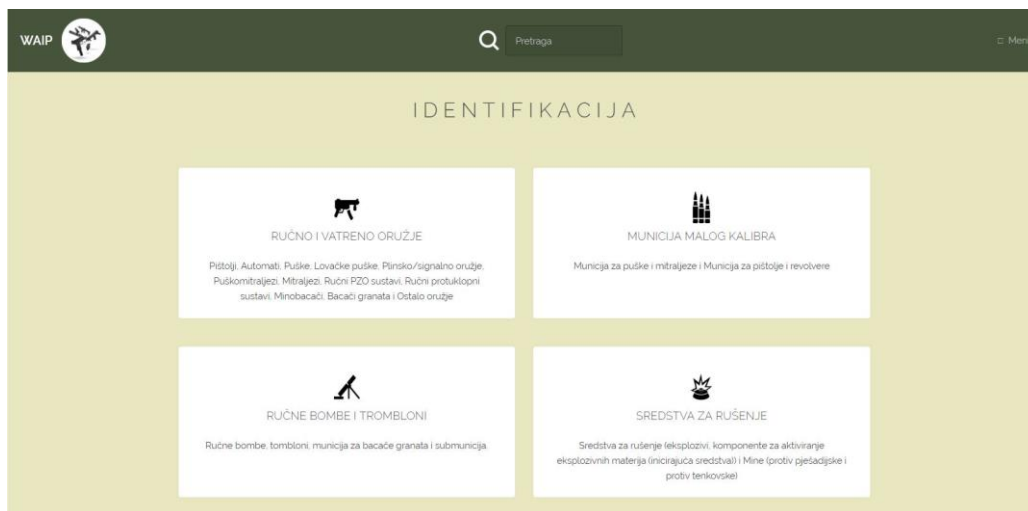 WAIP
Pretraga
Meni
IDENTIFIKACIJA
RUČNO I VATRENO ORUŽJE
Pištolji, Automati, Puške, Lovačke puške, Plinsko/signalno oružje,
Puškomitraljezi, Mitraljezi, Ručni PZO sustavi, Ručni protuklopni
sustavi, Minobacači, Bacači granata i Ostalo oružje
MUNICIJA MALOG KALIBRA
Municija za puške i mitraljeze i Municija za pištolje i revolvere
RUČNE BOMBE I TROMBLONI
Ručne bombe, tombloni, municija za bacače granata i submunicija.
SREDSTVA ZA RUŠENJE
Sredstva za rušenje (eksplozivi, komponente za aktiviranje
eksplozivnih materija (inicirajuća sredstva)) i Mine (protiv pješadijske i
protiv tenkovske)